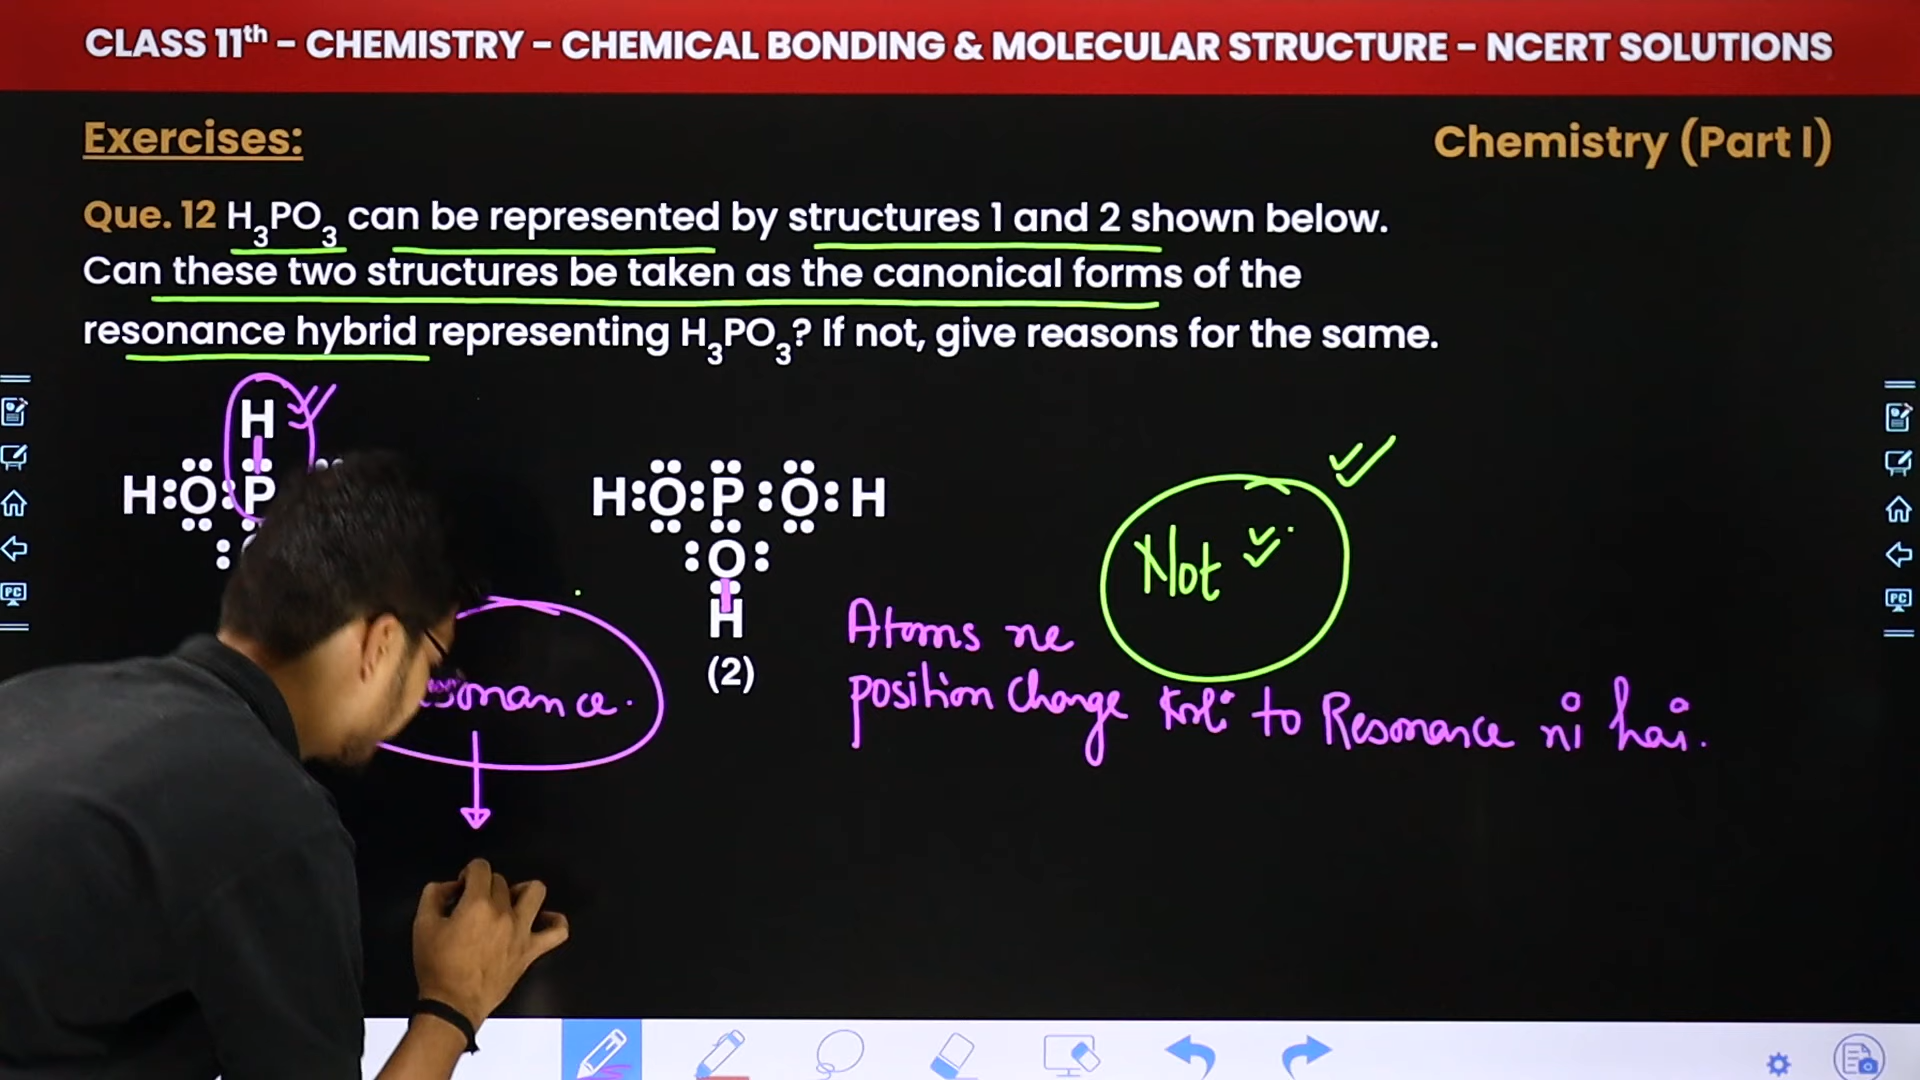 CLASS 11th – CHEMISTRY – CHEMICAL BONDING & MOLECULAR STRUCTURE – NCERT SOLUTIONS
Exercises:
Chemistry (Part I)
Que. 12 H3PO3 can be represented by structures 1 and 2 shown below.
Can these two structures be taken as the canonical forms of the
resonance hybrid representing H3PO3? If not, give reasons for the same.
H
H:O:P
H:O:P:O:H
O
H
(2)
Not
Atoms ne
position change to Resonance ni hai.
sonance.
PC
PC